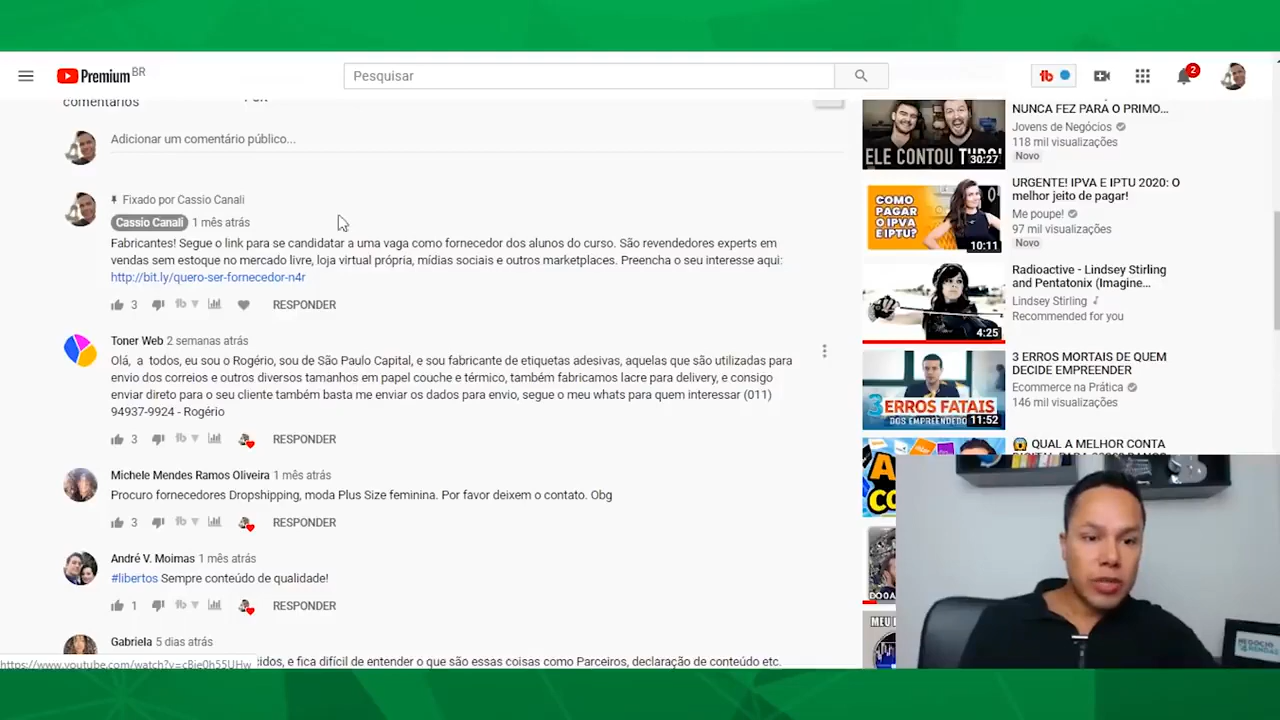 Premium BR
Pesquisar
2
comentários
Adicionar um comentário público...
Fixado por Cassio Canali
Cassio Canali 1 mês atrás
Fabricantes! Segue o link para se candidatar a uma vaga como fornecedor dos alunos do curso. São revendedores experts em
vendas sem estoque no mercado livre, loja virtual própria, mídias sociais e outros marketplaces. Preencha o seu interesse aqui:
http://bit.ly/quero-ser-fornecedor-n4r
3 RESPONDER
Toner Web 2 semanas atrás
Olá, a todos, eu sou o Rogério, sou de São Paulo Capital, e sou fabricante de etiquetas adesivas, aquelas que são utilizadas para
envio dos correios e outros diversos tamanhos em papel couche e térmico, também fabricamos lacre para delivery, e consigo
enviar direto para o seu cliente também basta me enviar os dados para envio, segue o meu whats para quem interessar (011)
94937-9924 - Rogério
3 RESPONDER
Michele Mendes Ramos Oliveira 1 mês atrás
Procuro fornecedores Dropshipping, moda Plus Size feminina. Por favor deixem o contato. Obg
3 RESPONDER
André V. Moimas 1 mês atrás
#libertos Sempre conteúdo de qualidade!
1 RESPONDER
Gabriela 5 dias atrás
cidos, e fica difícil de entender o que são essas coisas como Parceiros, declaração de conteúdo etc.
https://www.youtube.com/watch?v=cBje0h55UHw
ELE CONTOU TUDO!
30:27
NUNCA FEZ PARA O PRIMO...
Jovens de Negócios
118 mil visualizações
Novo
COMO
PAGAR
O IPVA
E IPTU?
10:11
URGENTE! IPVA E IPTU 2020: O
melhor jeito de pagar!
Me poupe!
97 mil visualizações
Novo
4:25
Radioactive - Lindsey Stirling
and Pentatonix (Imagine...
Lindsey Stirling
Recommended for you
3 ERROS FATAIS
DOS EMPREENDED
11:52
3 ERROS MORTAIS DE QUEM
DECIDE EMPREENDER
Ecommerce na Prática
146 mil visualizações
QUAL A MELHOR CONTA